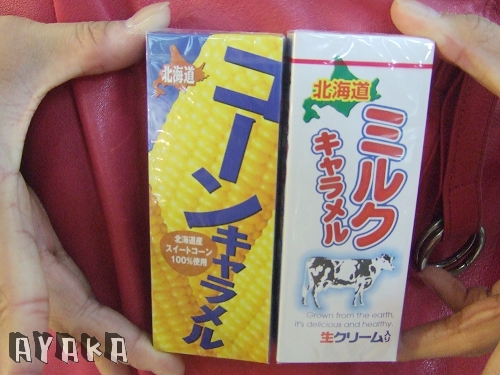 北海道
コーン
キャラメル
北海道産
スイートコーン
100%使用
北海道
ミルク
キャラメル
Grown from the earth,
it's delicious and healthy.
生クリーム入り
AYAKA